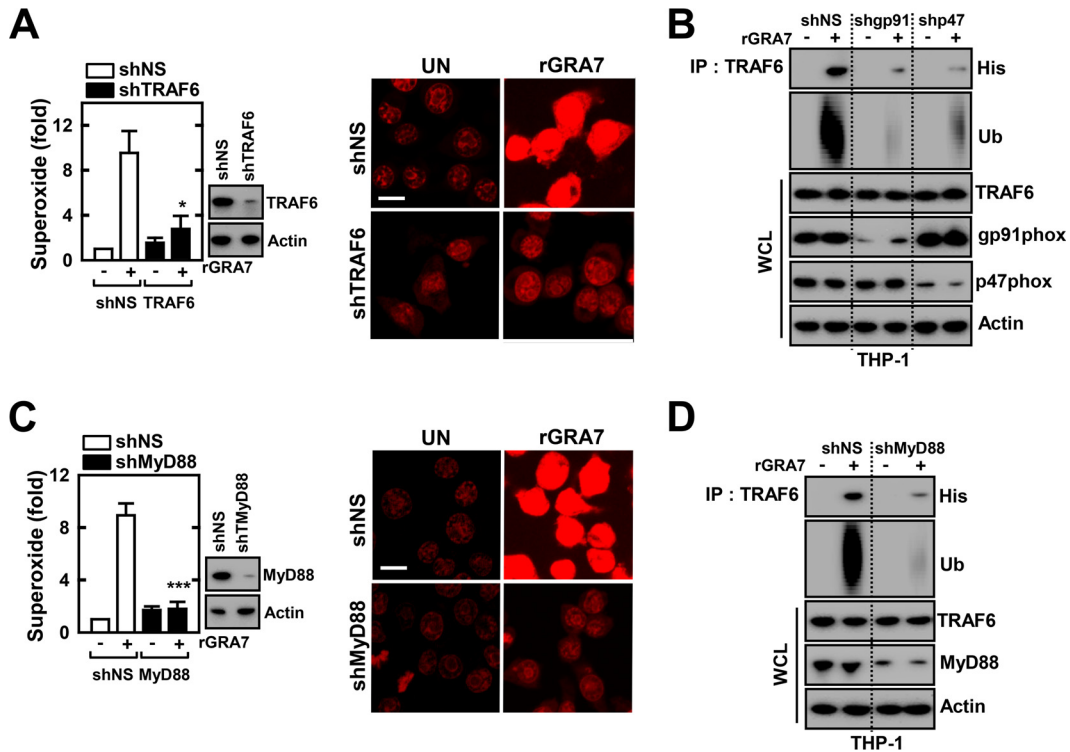 A
shNS
shTRAF6
Superoxide (fold)
12
8
4
0
*
- + - +
rGRA7
shNS TRAF6
shNS
shTRAF6
TRAF6
Actin
UN rGRA7
shNS
shTRAF6
B
shNS shgp91 shp47
rGRA7 - + - + - +
IP : TRAF6
His
Ub
WCL
TRAF6
gp91phox
p47phox
Actin
THP-1
C
shNS
shMyD88
Superoxide (fold)
12
8
4
0
***
- + - +
rGRA7
shNS MyD88
shNS
shTMyD88
MyD88
Actin
UN rGRA7
shNS
shMyD88
D
shNS shMyD88
rGRA7 - + - +
IP : TRAF6
His
Ub
WCL
TRAF6
MyD88
Actin
THP-1